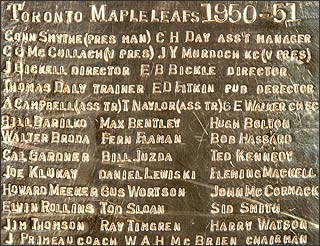 TORONTO MAPLELEAFS 1950-51
CONN SMYTHE (PRES MAN) C H DAY ASS'T MANAGER
G G McCULLAGH (V PRES) J Y MURDOCH KC (V PRES)
J BICKELL DIRECTOR E/B BICKLE DIRECTOR
THOMAS DALY TRAINER ED FITKIN PUB DERECTOR
A CAMPBELL (ASS TR) T NAYLOR (ASS TR) G E WALKER CH SC
BILL BARILKO MAX BENTLEY HUGH BOLTON
WALTER BRODA FERN FLAMAN BOB HASSARD
CAL GARDNER BILL JUZDA TED KENNEDY
JOE KLUKAY DANIEL LEWISKI FLEMING MACKELL
HOWARD MEEKER GUS WORTSON JOHN McCORMACK
ELWIN ROLLINS TOD SLOAN SID SMITH
JIM THOMSON RAY TIMGREN HARRY WATSON
J PRIMEAU COACH W A H McBRIEN CHAIRMAN